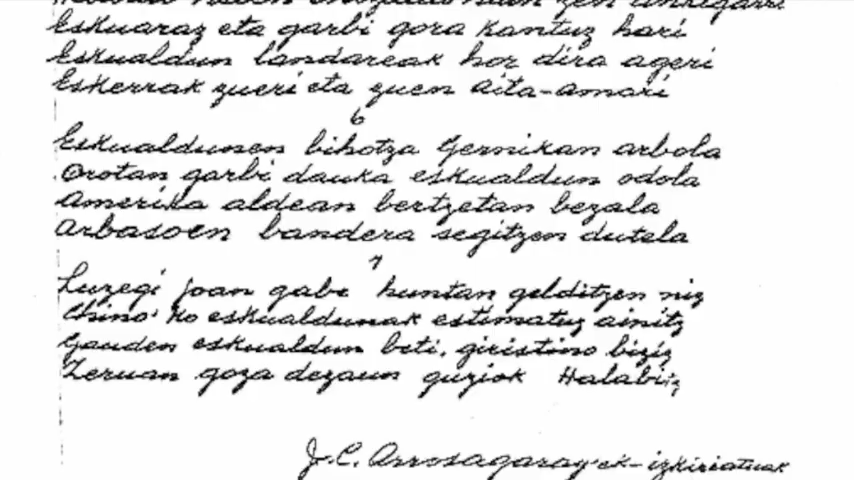 eskuaraz eta garbi gora kantuz hari
Eskualdun landareak hor dira ageri
Eskerrak zueri eta zuen aita-amari
6
Eskualdunen bihotza Gernikan arbola
Orotan garbi dauka eskualdun odola
Amerika aldean bertzetan bezala
Arbasoen bandera segitzen dutela
7
Luzegi joan gabe huntan gelditzen niz
Chino'ko eskualdunak estimatuz ainitz
Gauden eskualdun beti, giristino biziz
Zeruan goza dezaun guziok Halabiz
J.C. Arrosagaray'ek-izkiriatuak